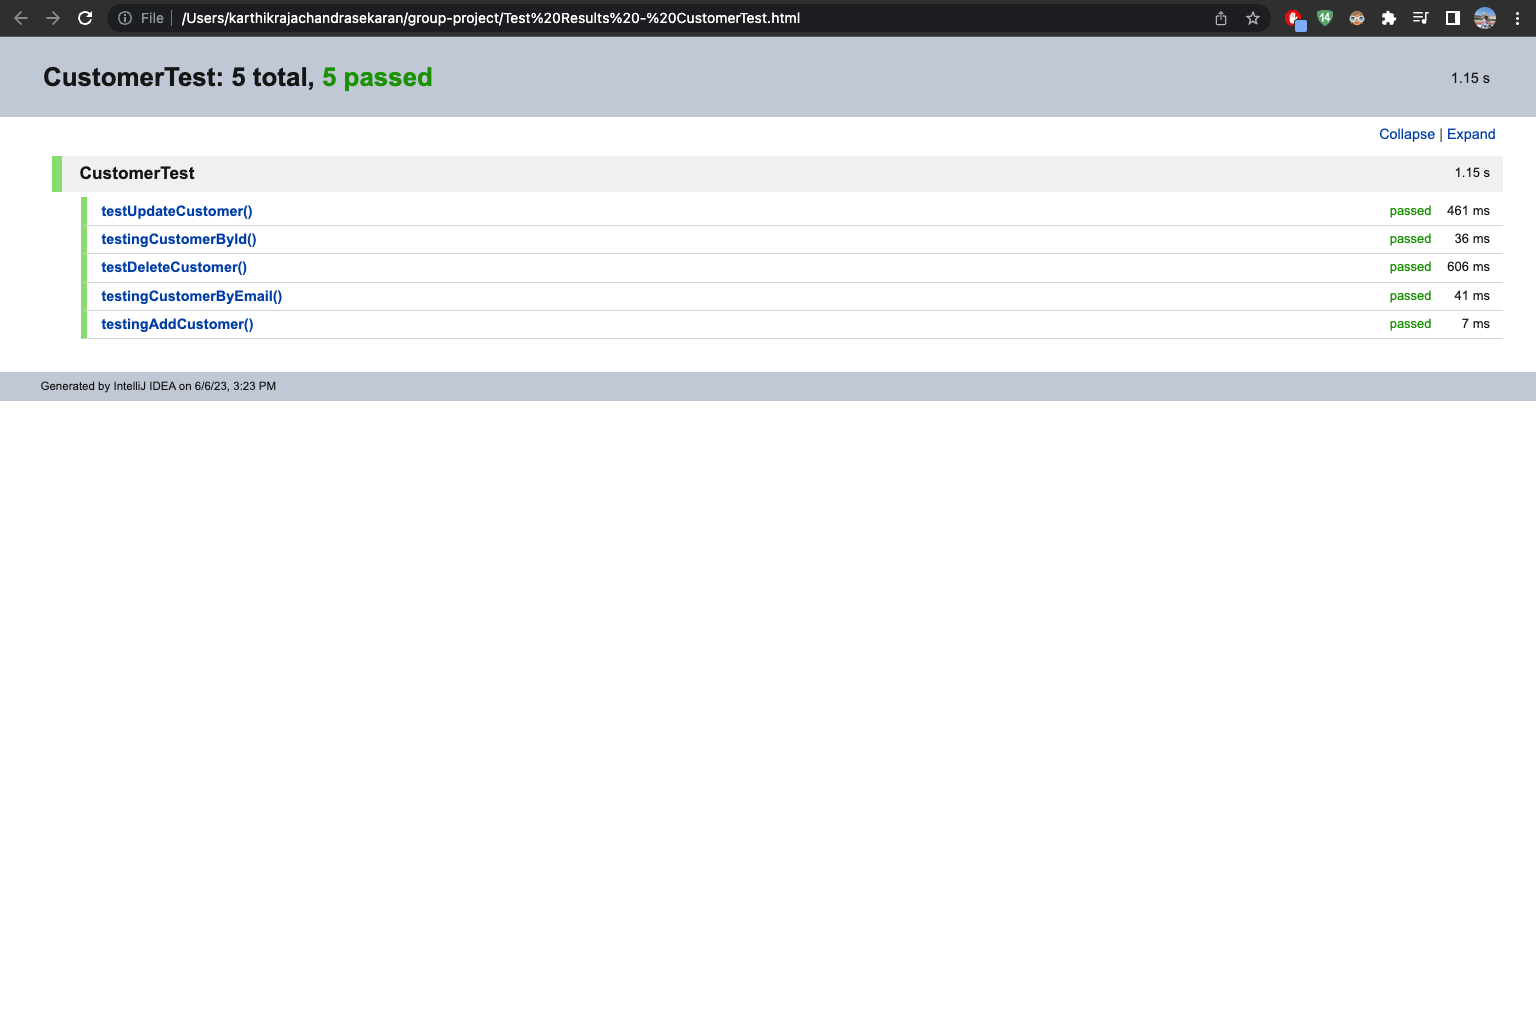 File | /Users/karthikrajachandrasekaran/group-project/Test%20Results%20-%20CustomerTest.html
14
CustomerTest: 5 total, 5 passed 1.15 s
Collapse | Expand
CustomerTest 1.15 s
testUpdateCustomer() passed 461 ms
testingCustomerById() passed 36 ms
testDeleteCustomer() passed 606 ms
testingCustomerByEmail() passed 41 ms
testingAddCustomer() passed 7 ms
Generated by IntelliJ IDEA on 6/6/23, 3:23 PM